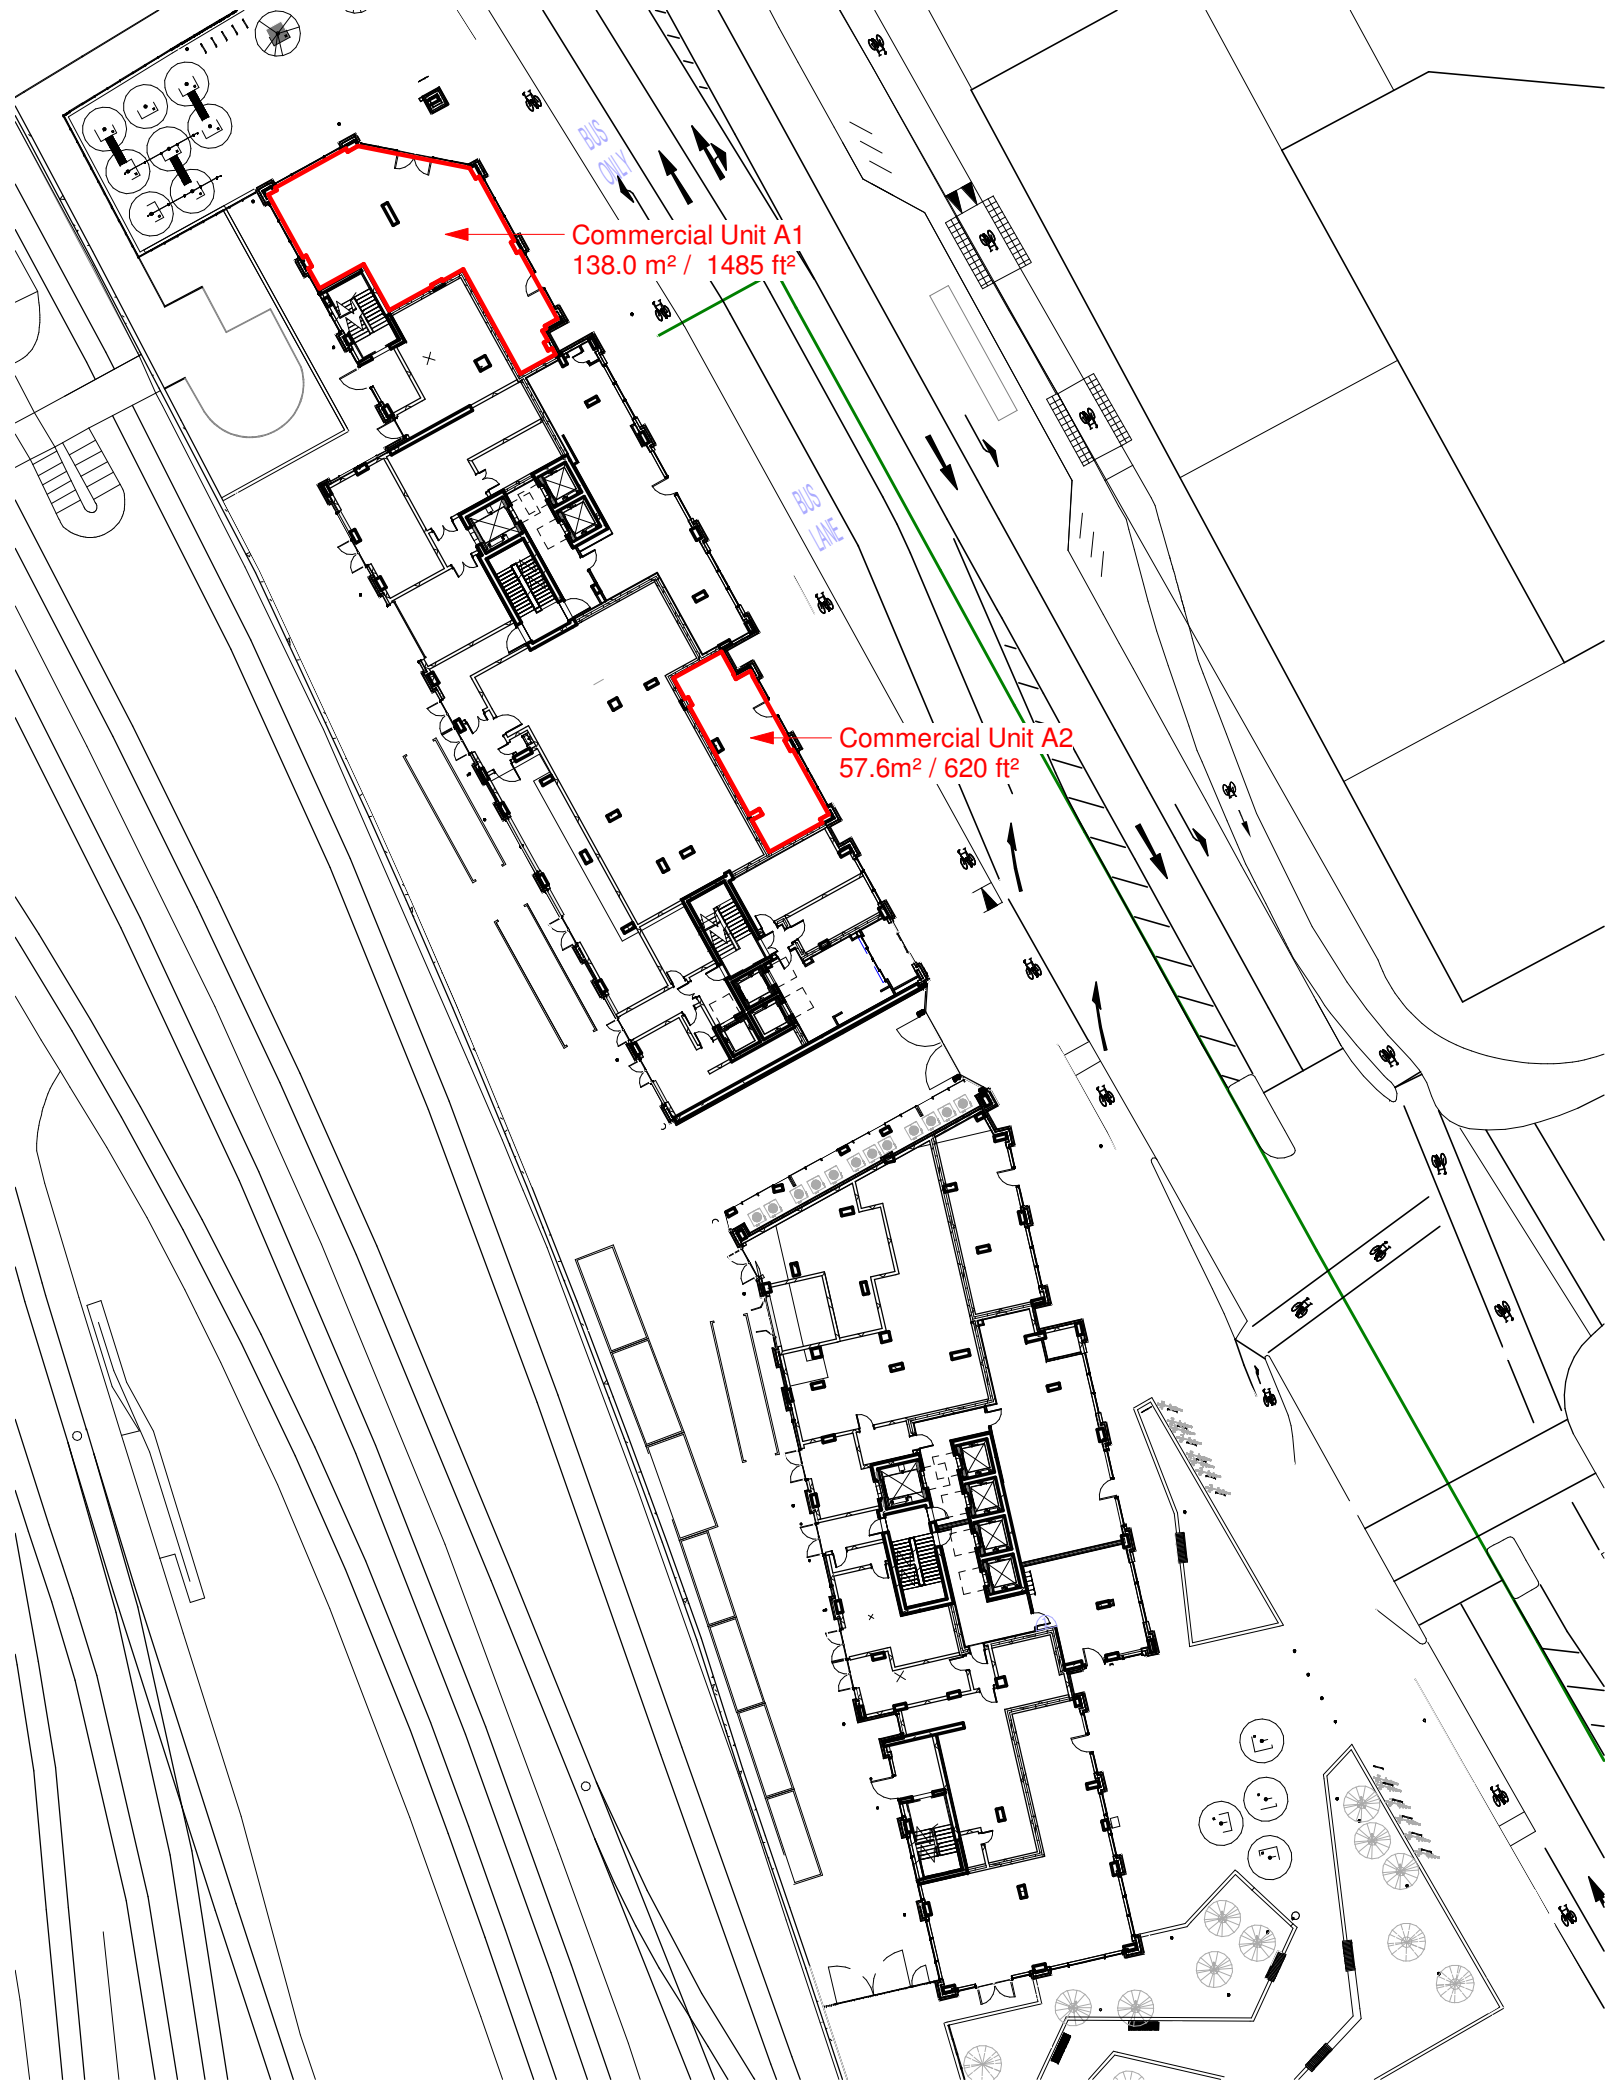 BUS
ONLY
Commercial Unit A1
138.0 m² / 1485 ft²
BUS
LANE
Commercial Unit A2
57.6m² / 620 ft²